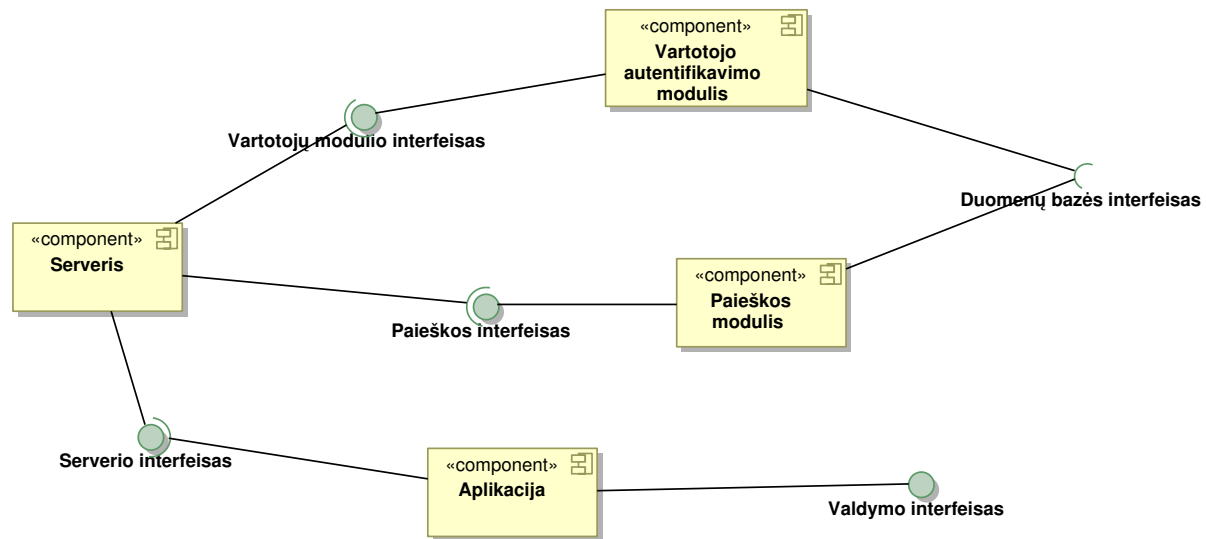 «component»
Vartotojo
autentifikavimo
modulis
Vartotojų modulio interfeisas
Duomenų bazės interfeisas
«component»
Serveris
«component»
Paieškos
modulis
Paieškos interfeisas
Serverio interfeisas
«component»
Aplikacija
Valdymo interfeisas